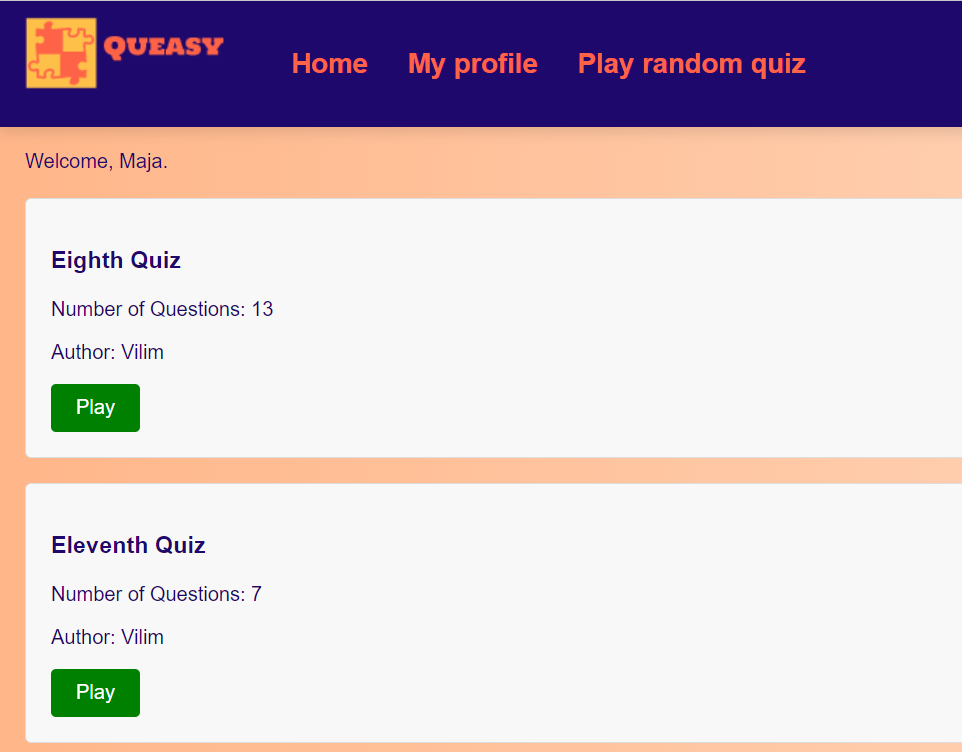 QUEASY
Home My profile Play random quiz
Welcome, Maja.
Eighth Quiz
Number of Questions: 13
Author: Vilim
Play
Eleventh Quiz
Number of Questions: 7
Author: Vilim
Play